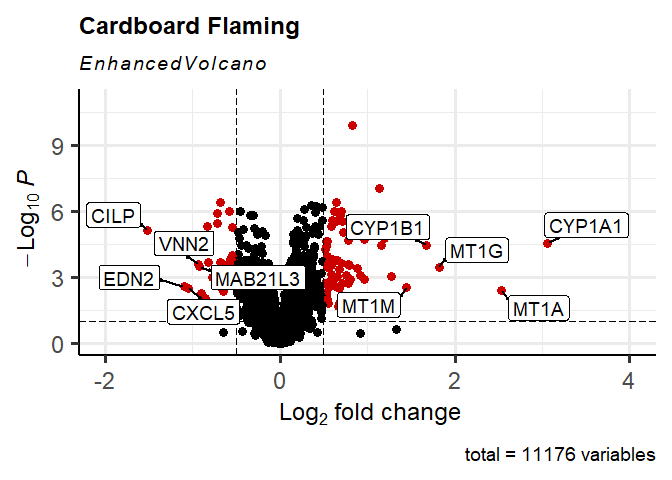 Cardboard Flaming
EnhancedVolcano
−Log10 P
9
6
3
0
CILP
VNN2
EDN2
MAB21L3
CXCL5
CYP1B1
CYP1A1
MT1G
MT1M
MT1A
-2
0
2
4
Log2 fold change
total = 11176 variables